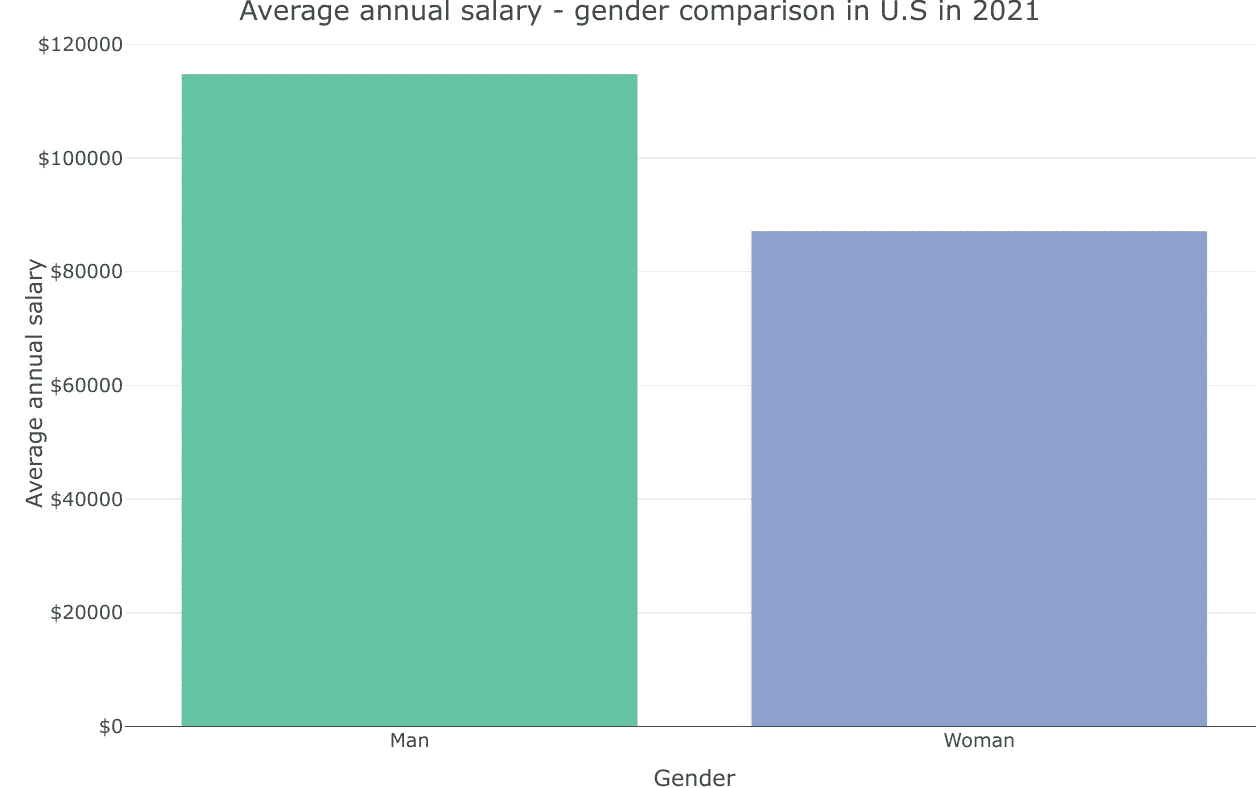 Average annual salary - gender comparison in U.S in 2021
$120000
$100000
$80000
$60000
$40000
$20000
$0
Average annual salary
Man
Woman
Gender